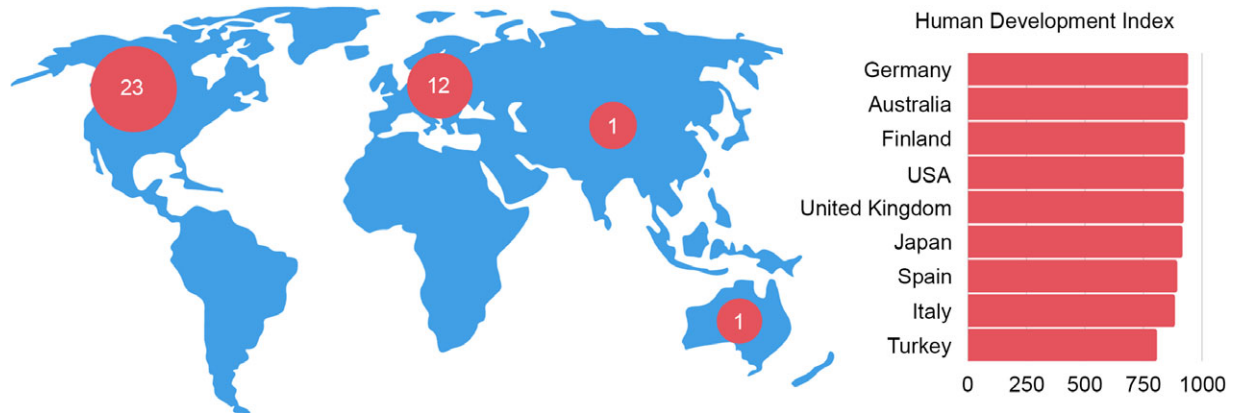 23
12
1
1
Human Development Index
Germany
Australia
Finland
USA
United Kingdom
Japan
Spain
Italy
Turkey
0 250 500 750 1000